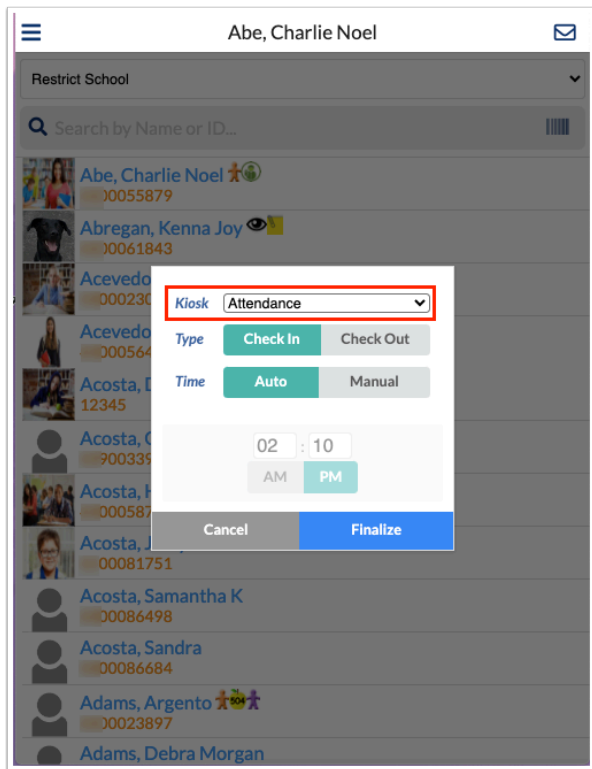 Abe, Charlie Noel
Restrict School
Search by Name or ID...
Abe, Charlie Noel
00055879
Abregan, Kenna Joy
00061843
Acevedo
00023
Kiosk Attendance
Acevedo
00056
Type Check In Check Out
Acosta,
12345
Time Auto Manual
Acosta,
90033
02 : 10
Acosta,
000587
AM PM
Acosta,
00081751
Cancel Finalize
Acosta, Samantha K
00086498
Acosta, Sandra
00086684
Adams, Argento
504
00023897
Adams, Debra Morgan